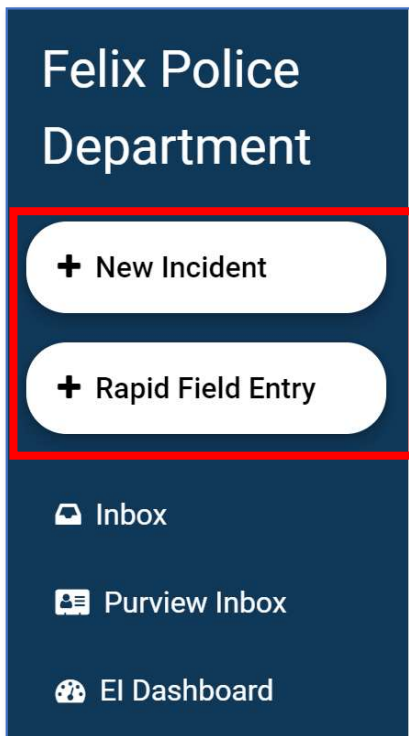 Felix Police
Department
+ New Incident
+ Rapid Field Entry
Inbox
Purview Inbox
EI Dashboard